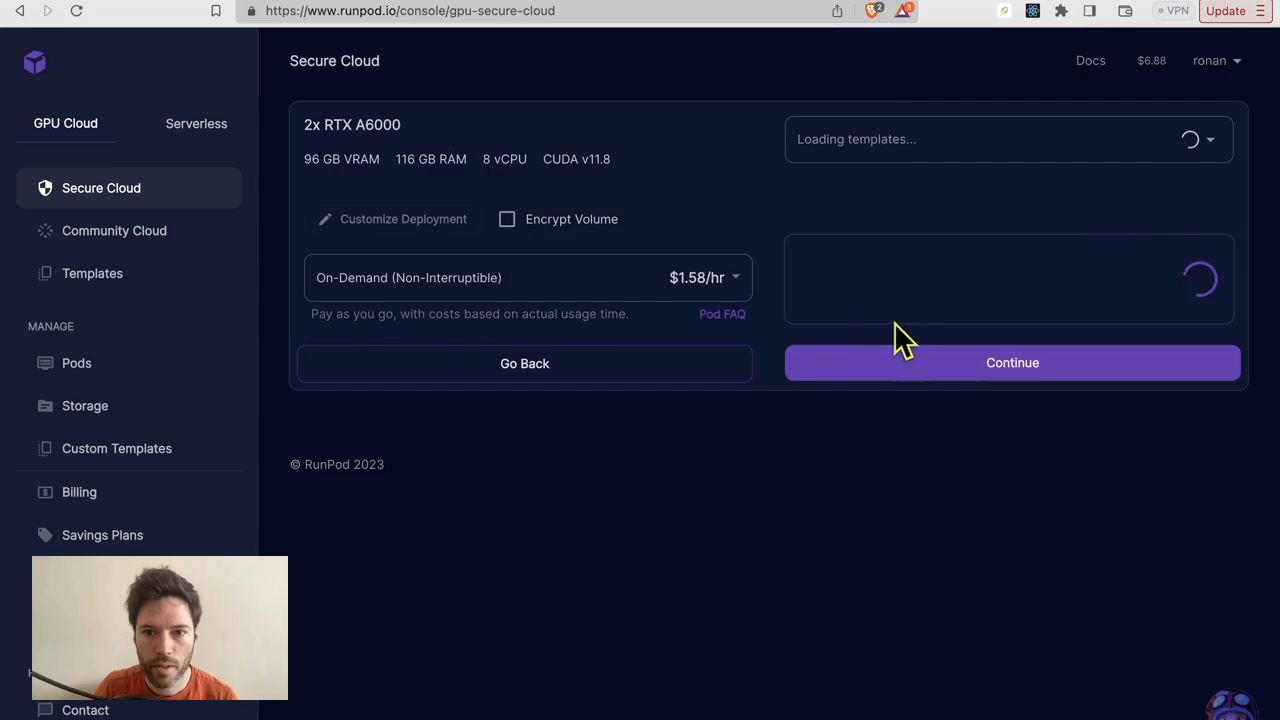 https://www.runpod.io/console/gpu-secure-cloud
2
3
VPN
Update
Secure Cloud
Docs
$6.88
ronan
GPU Cloud
Serverless
2x RTX A6000
Loading templates...
96 GB VRAM 116 GB RAM 8 vCPU CUDA v11.8
Secure Cloud
Customize Deployment
Encrypt Volume
Community Cloud
Templates
On-Demand (Non-Interruptible)
$1.58/hr
Pay as you go, with costs based on actual usage time.
Pod FAQ
MANAGE
Pods
Go Back
Continue
Storage
Custom Templates
© RunPod 2023
Billing
Savings Plans
Contact